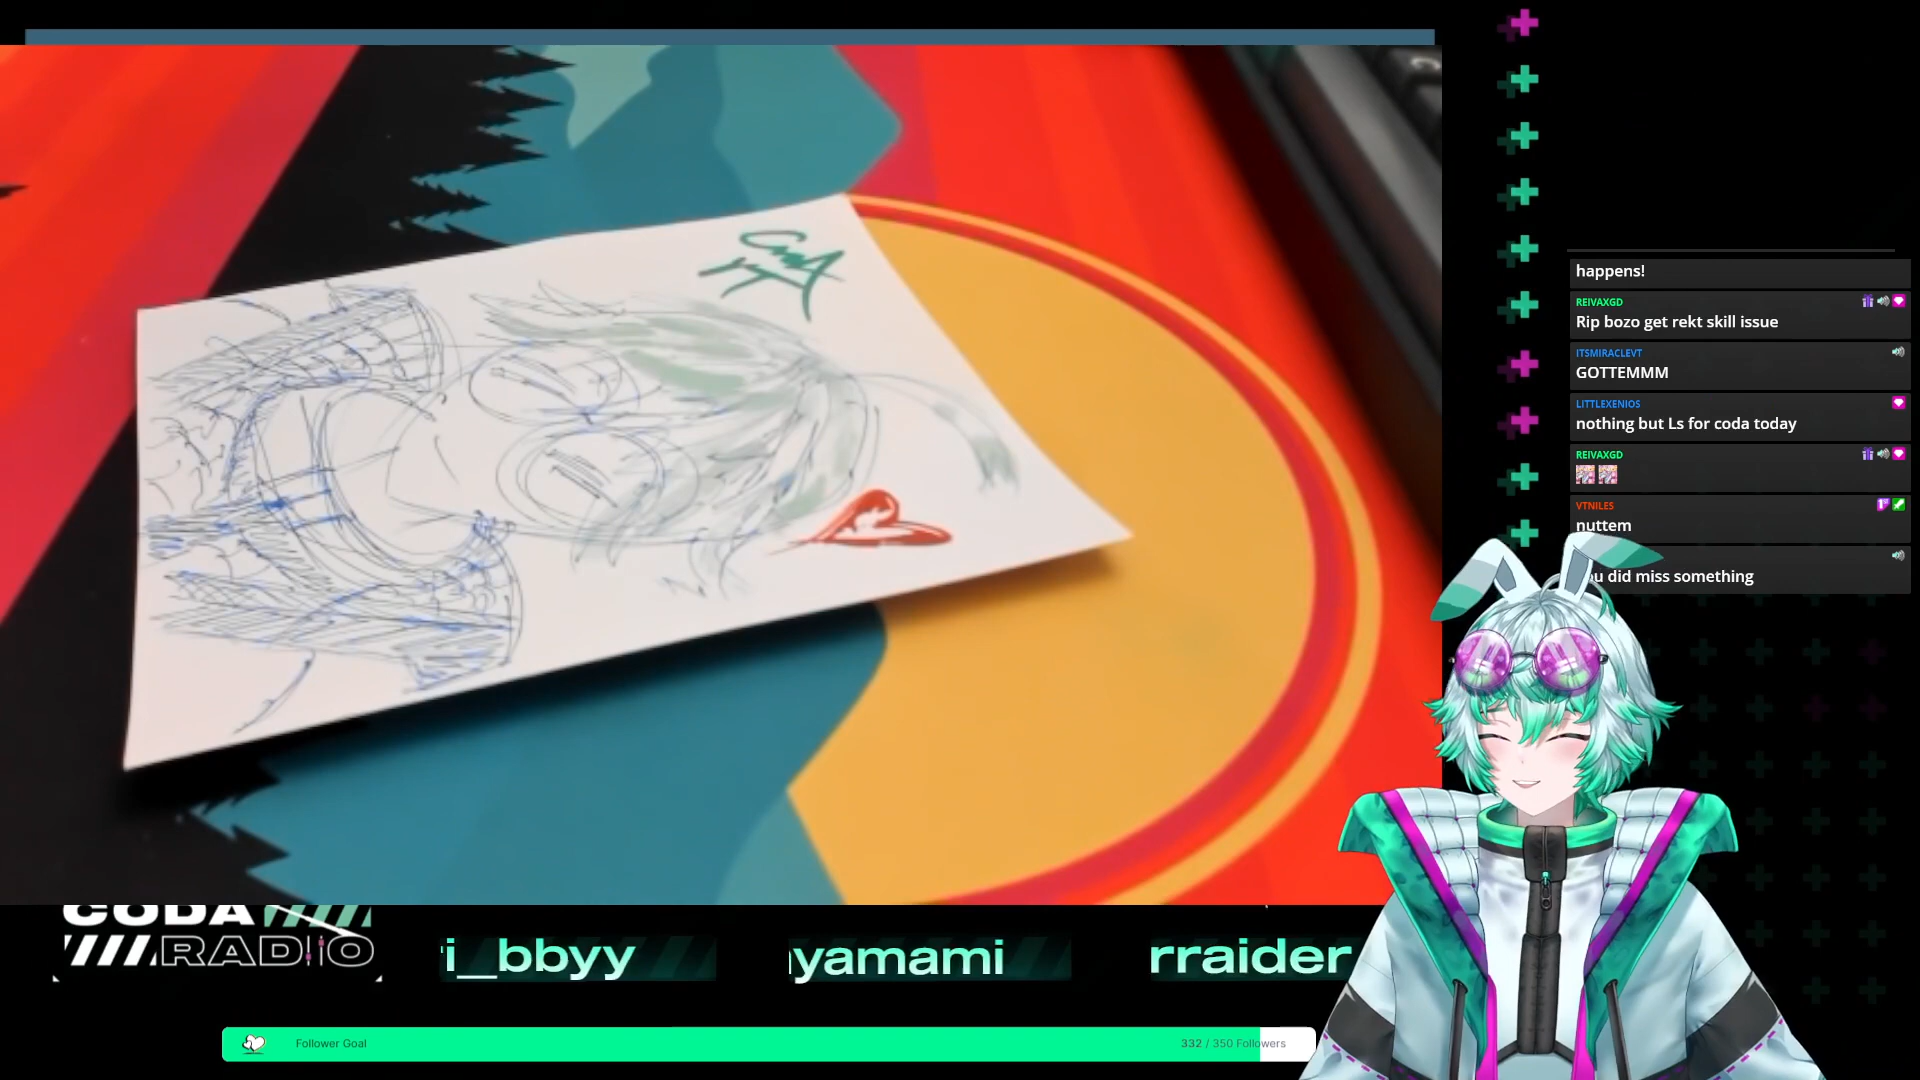 happens!
REIVAXGD
Rip bozo get rekt skill issue
ITSMIRACLEVT
GOTTEMMM
LITTLEXENIOS
nothing but Ls for coda today
REIVAXGD
VTNILES
nuttem
u did miss something
CODA
RADIO
i_bbyy
yamami
rraider
Follower Goal
332 / 350 Followers